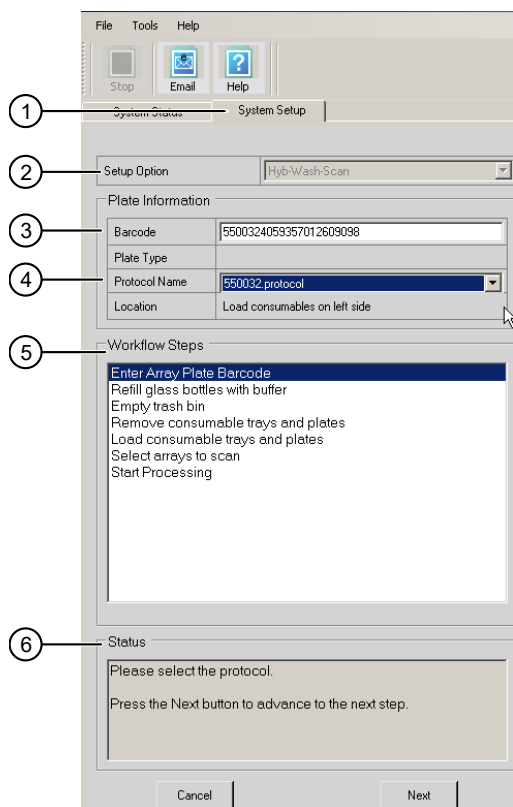 File Tools Help
Stop Email Help
1 System Status System Setup
2 Setup Option Hyb-Wash-Scan
Plate Information
3 Barcode 5500324059357012609098
Plate Type
4 Protocol Name 550032.protocol
Location Load consumables on left side
5 Workflow Steps
Enter Array Plate Barcode
Refill glass bottles with buffer
Empty trash bin
Remove consumable trays and plates
Load consumable trays and plates
Select arrays to scan
Start Processing
6 Status
Please select the protocol.
Press the Next button to advance to the next step.
Cancel Next